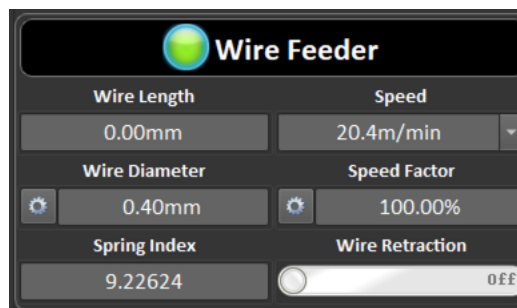 Wire Feeder
Wire Length Speed
0.00mm 20.4m/min
Wire Diameter Speed Factor
0.40mm 100.00%
Spring Index Wire Retraction
9.22624 Off